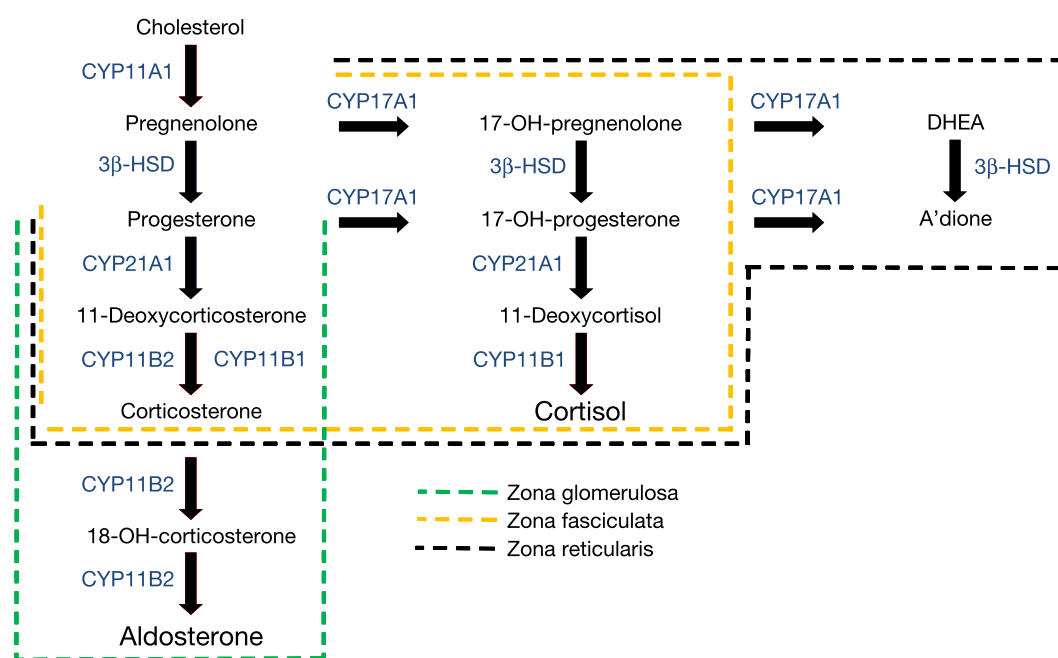 Cholesterol
CYP11A1
CYP17A1 CYP17A1
Pregnenolone 17-OH-pregnenolone DHEA
3β-HSD 3β-HSD 3β-HSD
CYP17A1 CYP17A1
Progesterone 17-OH-progesterone A’dione
CYP21A1 CYP21A1
11-Deoxycorticosterone 11-Deoxycortisol
CYP11B2 CYP11B1 CYP11B1
Corticosterone Cortisol
CYP11B2
Zona glomerulosa
Zona fasciculata
18-OH-corticosterone
Zona reticularis
CYP11B2
Aldosterone